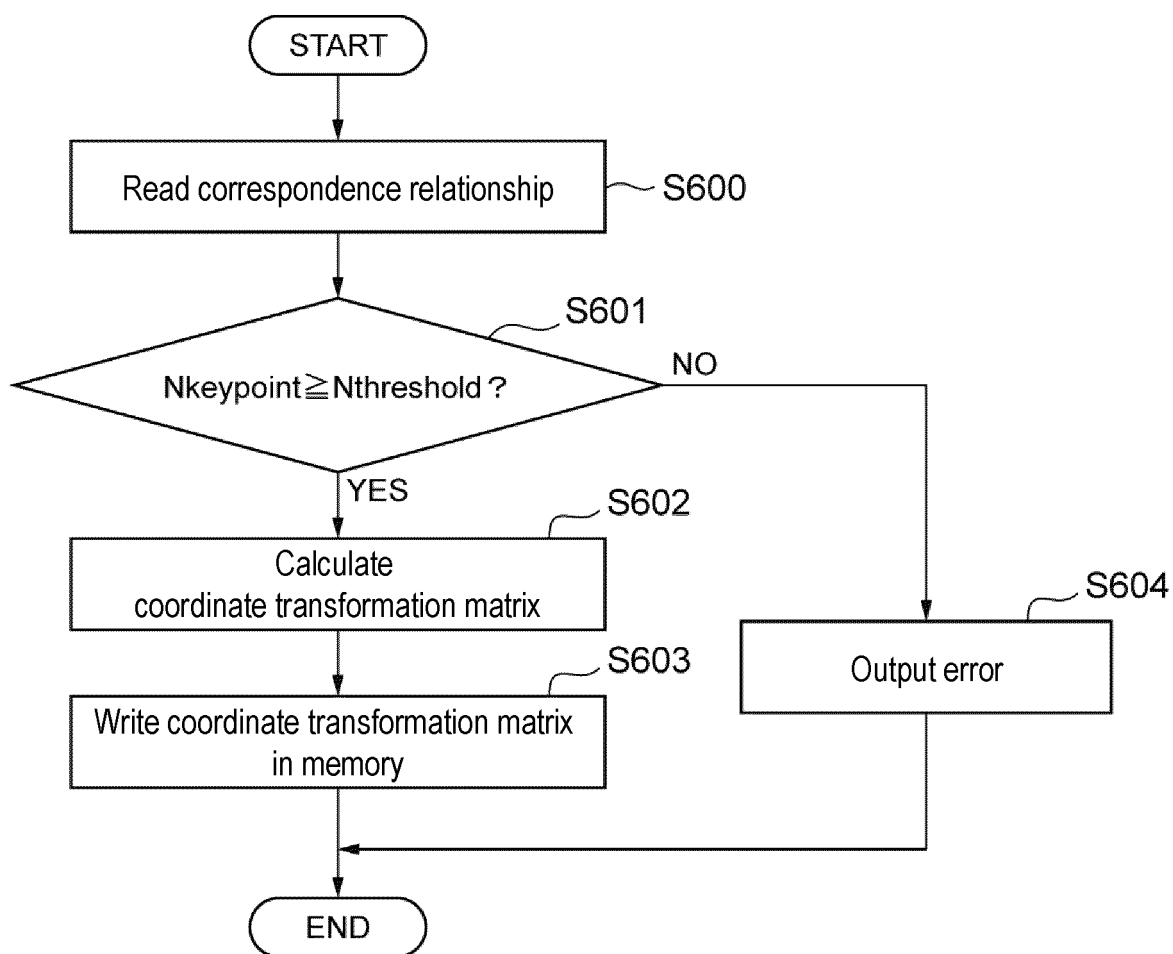 START
Read correspondence relationship
S600
S601
Nkeypoint≧Nthreshold?
NO
YES
S602
Calculate
coordinate transformation matrix
S604
Output error
S603
Write coordinate transformation matrix
in memory
END